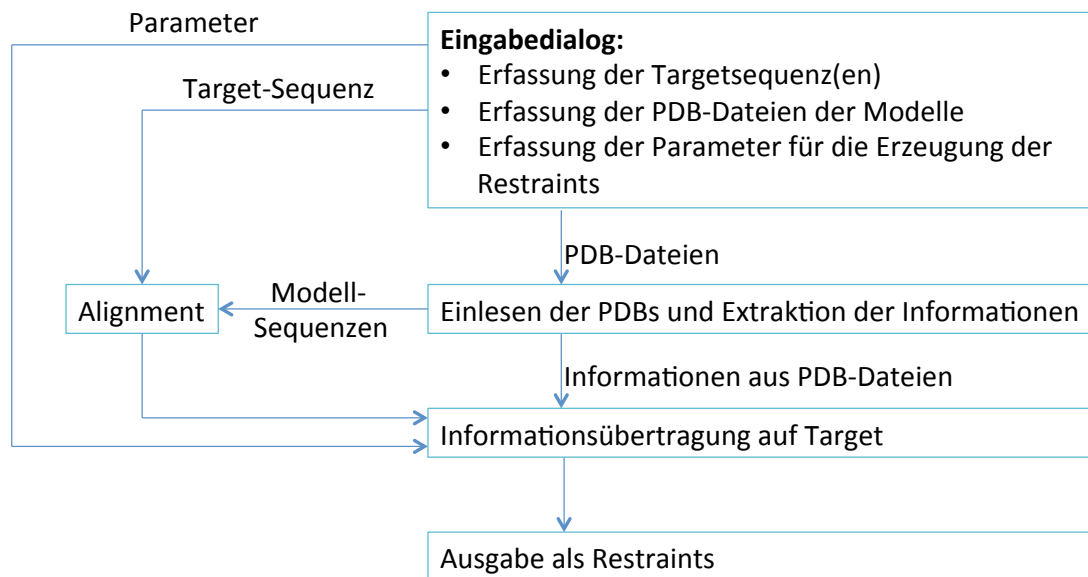 Parameter
Eingabedialog:
• Erfassung der Targetsequenz(en)
Target-Sequenz
• Erfassung der PDB-Dateien der Modelle
• Erfassung der Parameter für die Erzeugung der
Restraints
PDB-Dateien
Alignment
Modell-
Sequenzen
Einlesen der PDBs und Extraktion der Informationen
Informationen aus PDB-Dateien
Informationsübertragung auf Target
Ausgabe als Restraints